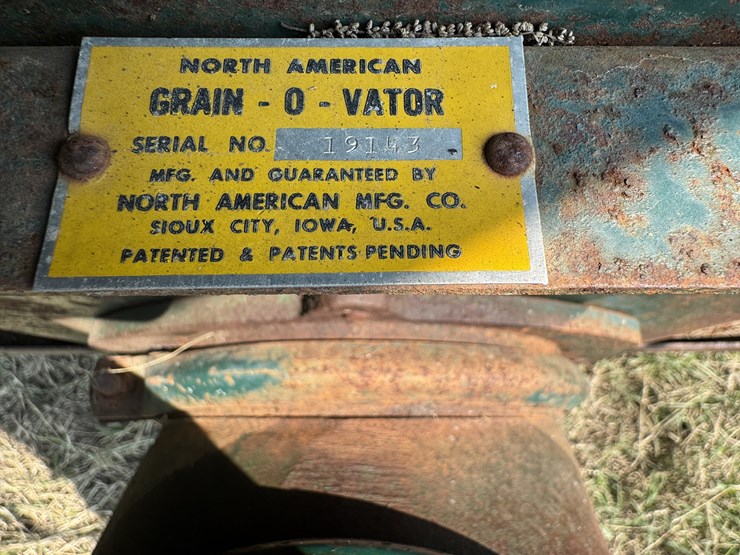 NORTH AMERICAN
GRAIN - O - VATOR
SERIAL NO. 19143
MFG. AND GUARANTEED BY
NORTH AMERICAN MFG. CO.
SIOUX CITY, IOWA, U.S.A.
PATENTED & PATENTS PENDING